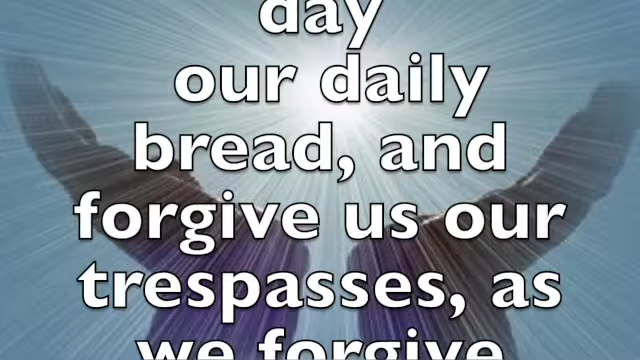 day
our daily
bread, and
forgive us our
trespasses, as
we forgive